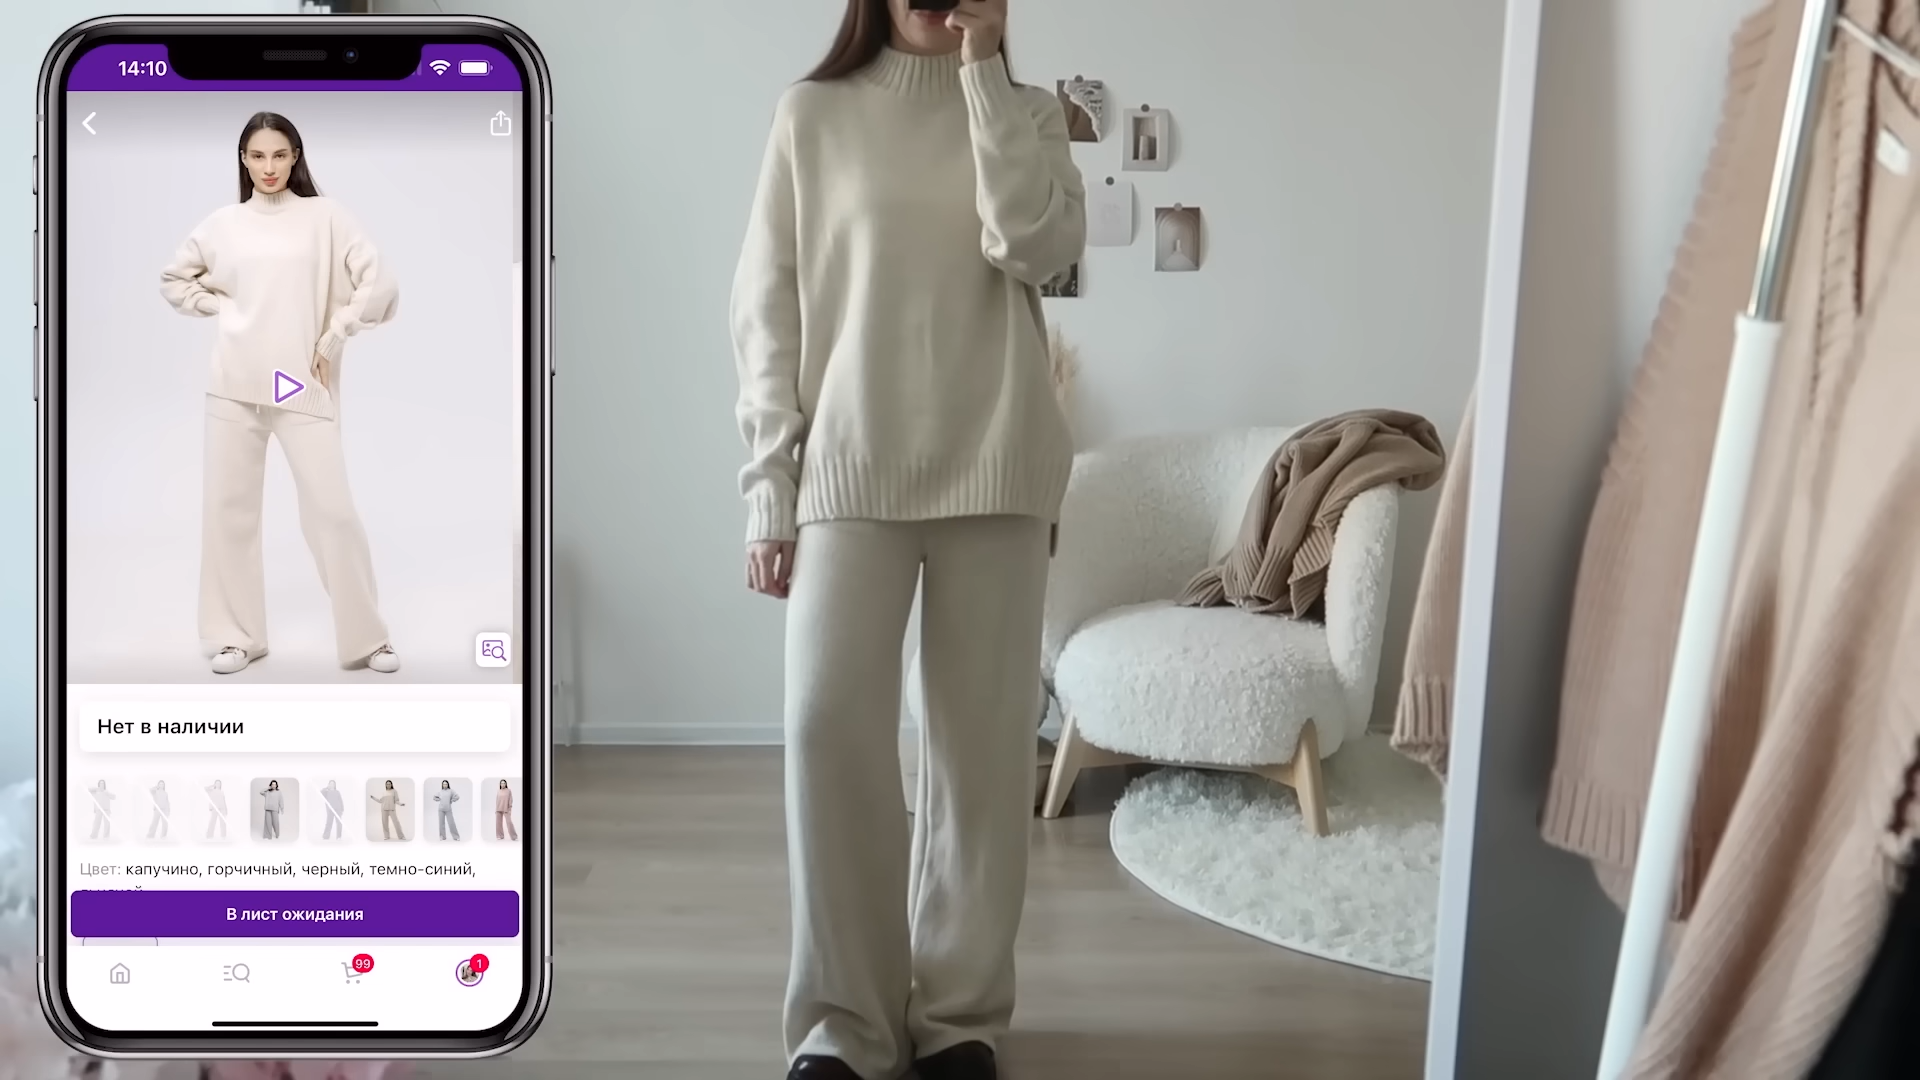 14:10
Нет в наличии
Цвет: капучино, горчичный, черный, темно-синий,
В лист ожидания
99
1